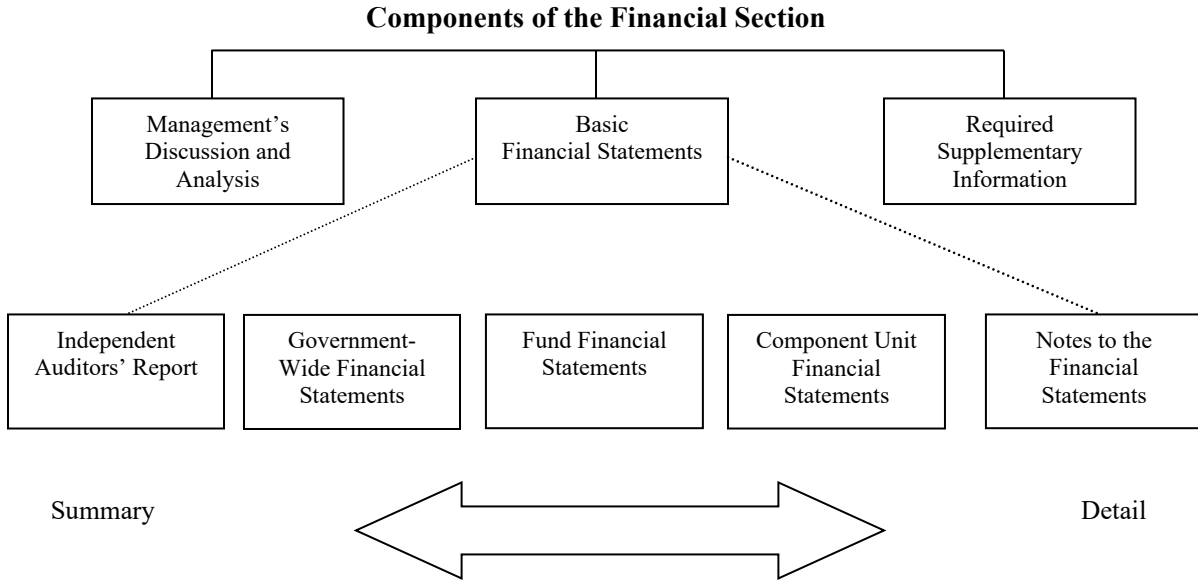 Components of the Financial Section
Management’s
Discussion and
Analysis
Basic
Financial Statements
Required
Supplementary
Information
Independent
Auditors’ Report
Government-
Wide Financial
Statements
Fund Financial
Statements
Component Unit
Financial
Statements
Notes to the
Financial
Statements
Summary
Detail